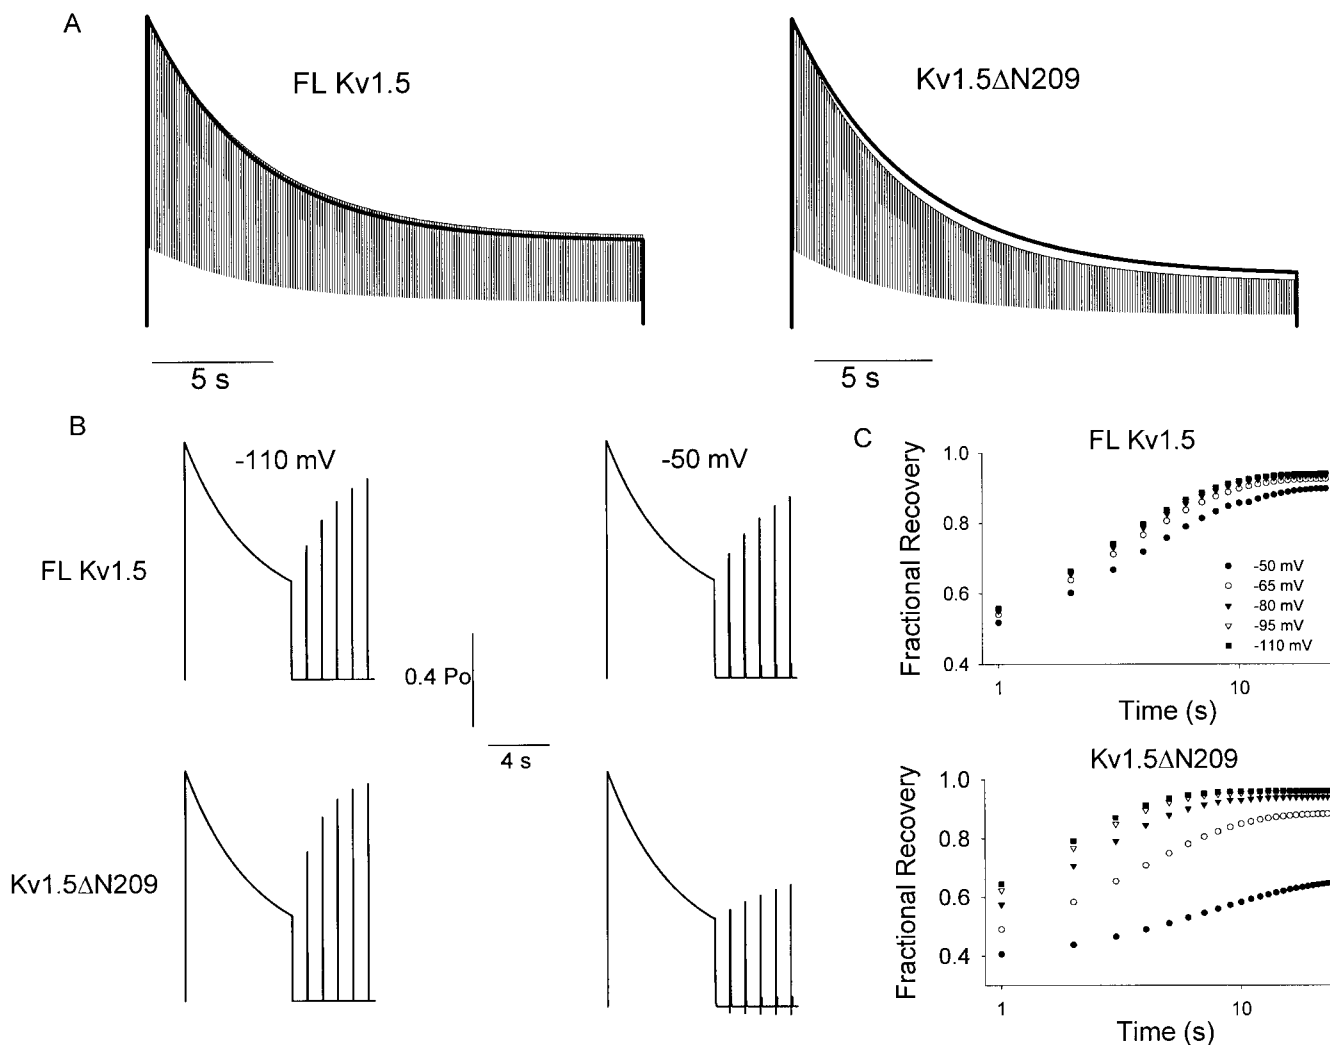 A
FL Kv1.5
Kv1.5ΔN209
5 s
5 s
B
-110 mV
-50 mV
FL Kv1.5
0.4 Po
4 s
Kv1.5ΔN209
C
FL Kv1.5
Fractional Recovery
1.0
0.8
0.6
0.4
-50 mV
-65 mV
-80 mV
-95 mV
-110 mV
1
10
Time (s)
Kv1.5ΔN209
Fractional Recovery
1.0
0.8
0.6
0.4
1
10
Time (s)